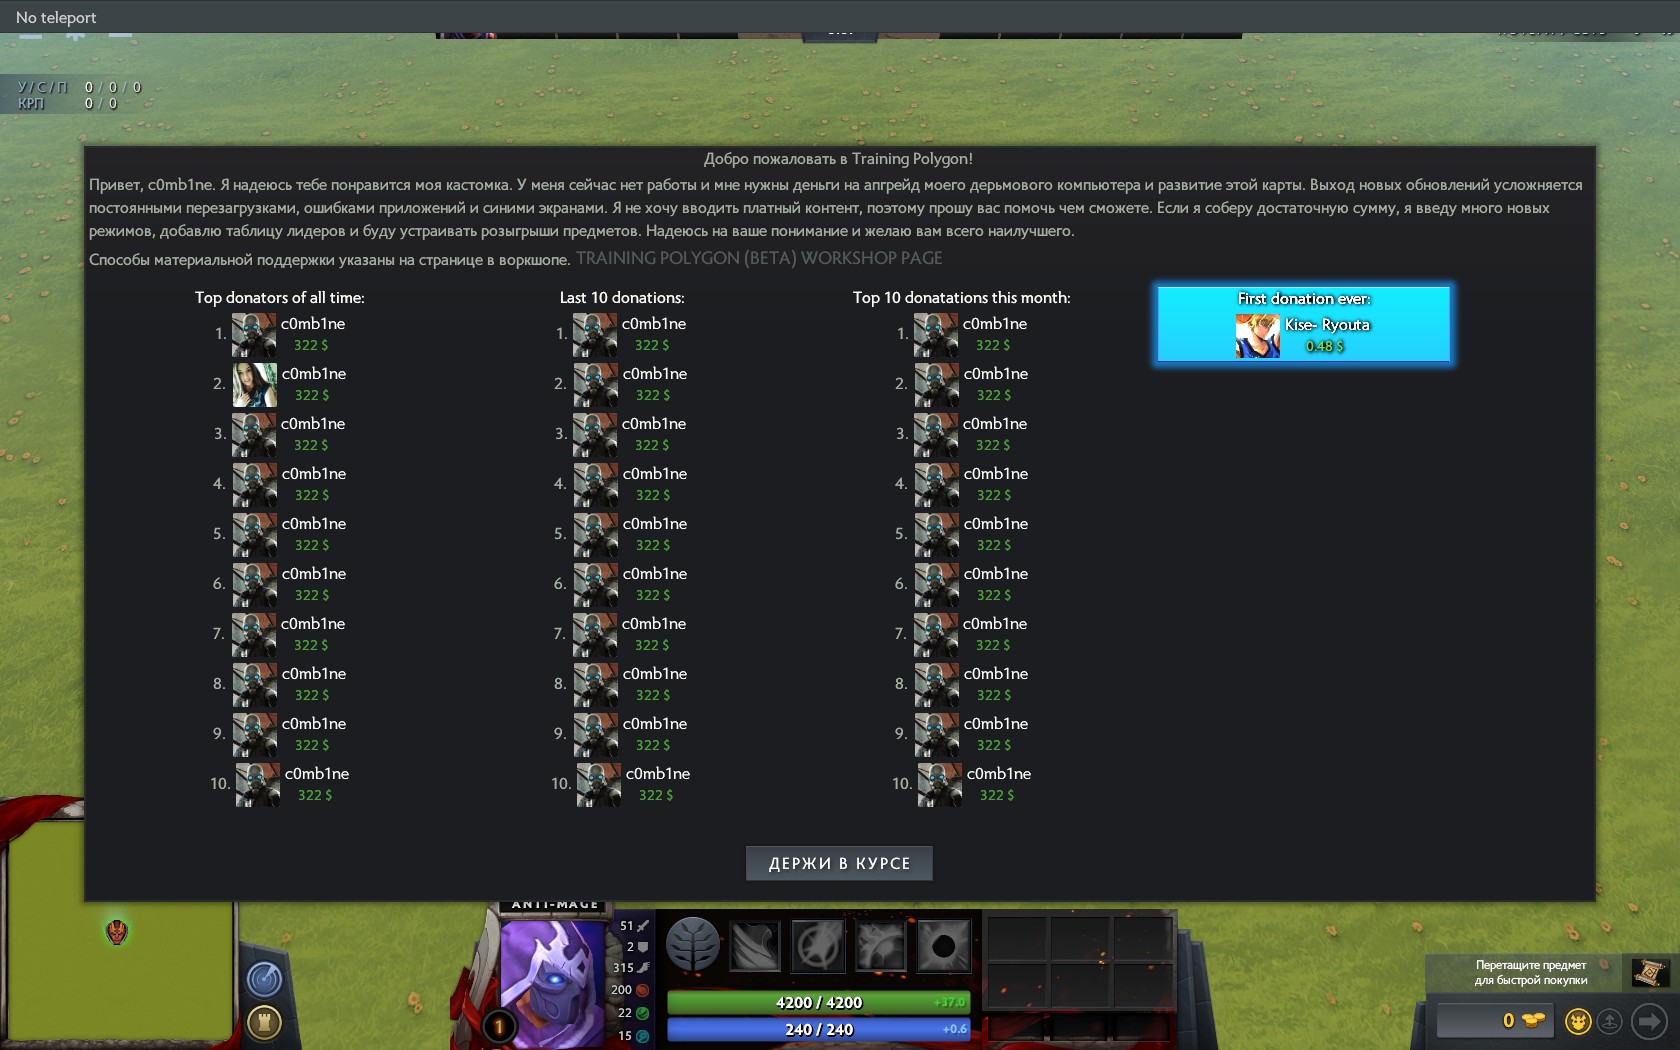 No teleport
У/С/П 0 / 0 / 0
КРП 0 / 0
Добро пожаловать в Training Polygon!
Привет, c0mb1ne. Я надеюсь тебе понравится моя кастомка. У меня сейчас нет работы и мне нужны деньги на апгрейд моего дерьмового компьютера и развитие этой карты. Выход новых обновлений усложняется
постоянными перезагрузками, ошибками приложений и синими экранами. Я не хочу вводить платный контент, поэтому прошу вас помочь чем сможете. Если я соберу достаточную сумму, я введу много новых
режимов, добавлю таблицу лидеров и буду устраивать розыгрыши предметов. Надеюсь на ваше понимание и желаю вам всего наилучшего.
Способы материальной поддержки указаны на странице в воркшопе. TRAINING POLYGON (BETA) WORKSHOP PAGE
Top donators of all time:
1. c0mb1ne
322 $
2. c0mb1ne
322 $
3. c0mb1ne
322 $
4. c0mb1ne
322 $
5. c0mb1ne
322 $
6. c0mb1ne
322 $
7. c0mb1ne
322 $
8. c0mb1ne
322 $
9. c0mb1ne
322 $
10. c0mb1ne
322 $
Last 10 donations:
1. c0mb1ne
322 $
2. c0mb1ne
322 $
3. c0mb1ne
322 $
4. c0mb1ne
322 $
5. c0mb1ne
322 $
6. c0mb1ne
322 $
7. c0mb1ne
322 $
8. c0mb1ne
322 $
9. c0mb1ne
322 $
10. c0mb1ne
322 $
Top 10 donatations this month:
1. c0mb1ne
322 $
2. c0mb1ne
322 $
3. c0mb1ne
322 $
4. c0mb1ne
322 $
5. c0mb1ne
322 $
6. c0mb1ne
322 $
7. c0mb1ne
322 $
8. c0mb1ne
322 $
9. c0mb1ne
322 $
10. c0mb1ne
322 $
First donation ever:
Kise- Ryouta
0.48 $
ДЕРЖИ В КУРСЕ
ANTI-MAGE
51
2
315
200
22
15
1
4200 / 4200 +37.0
240 / 240 +0.6
Перетащите предмет
для быстрой покупки
0